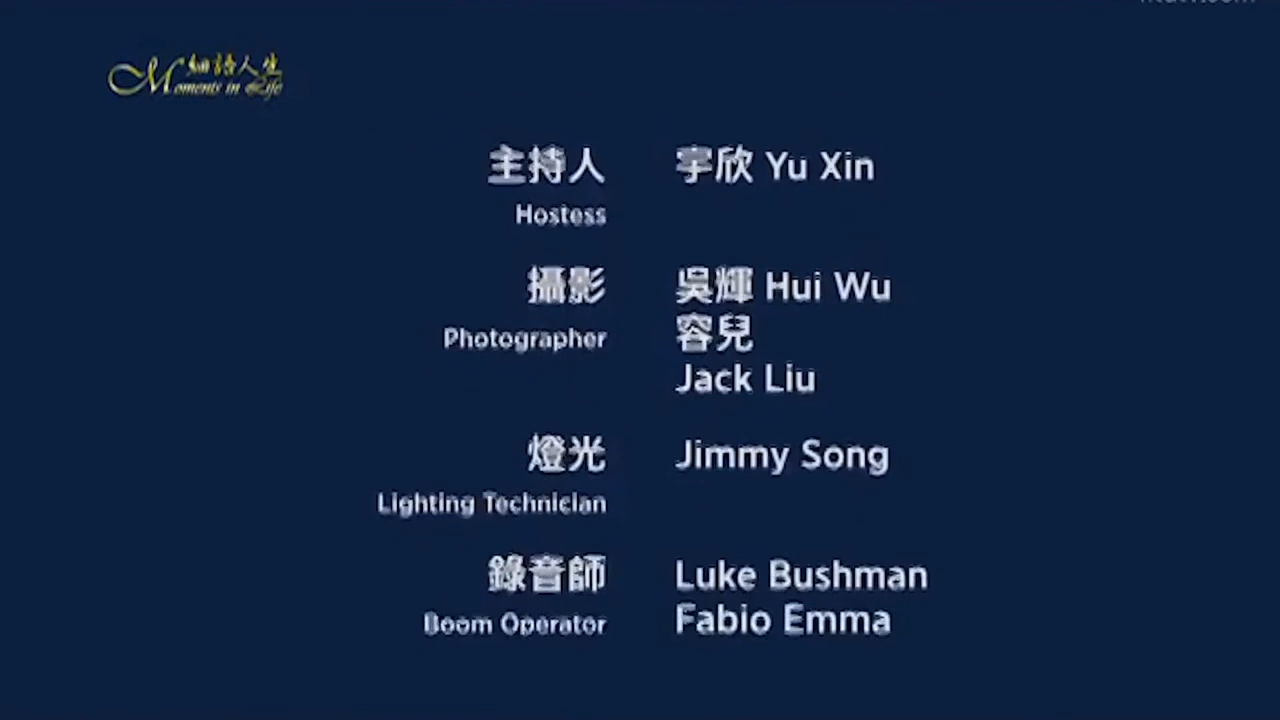 細語人生
Moments in Life
主持人 宇欣 Yu Xin
Hostess
攝影 吳輝 Hui Wu
容兒
Photographer
Jack Liu
燈光 Jimmy Song
Lighting Technician
錄音師 Luke Bushman
Boom Operator Fabio Emma